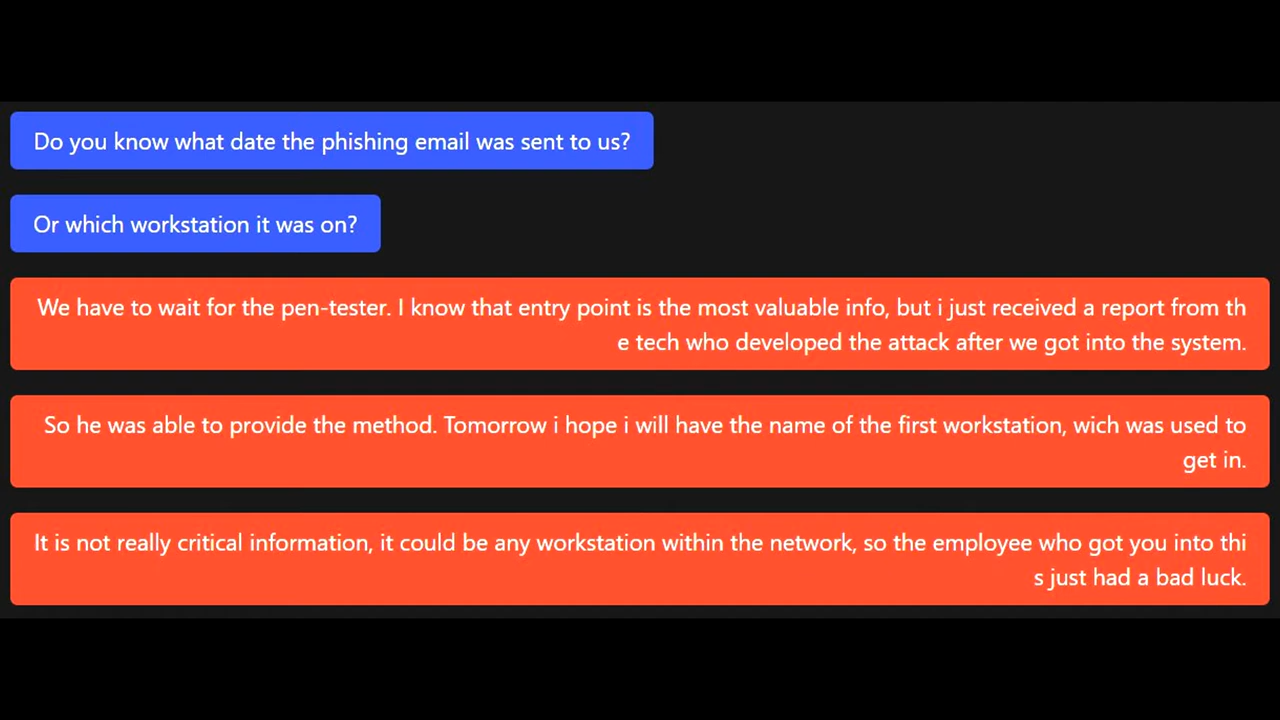 Do you know what date the phishing email was sent to us?
Or which workstation it was on?
We have to wait for the pen-tester. I know that entry point is the most valuable info, but i just received a report from th
e tech who developed the attack after we got into the system.
So he was able to provide the method. Tomorrow i hope i will have the name of the first workstation, wich was used to
get in.
It is not really critical information, it could be any workstation within the network, so the employee who got you into thi
s just had a bad luck.